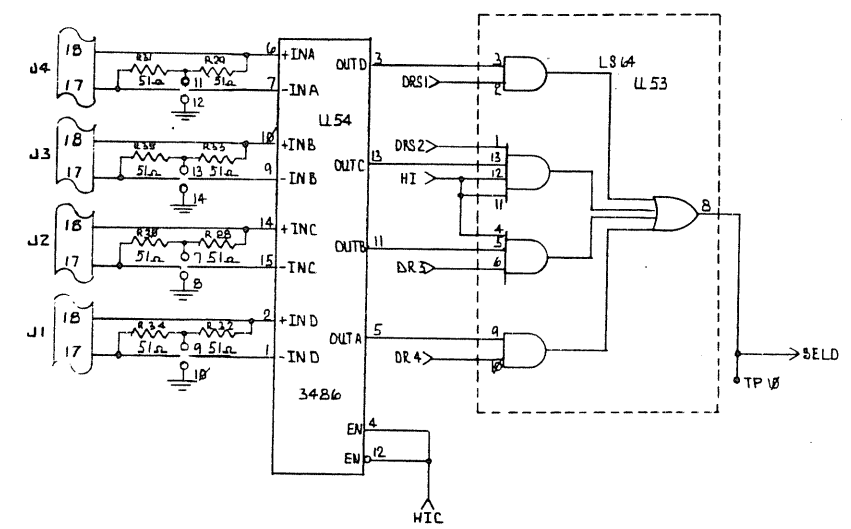 J4
18
17
R31
51Ω
R29
51Ω
11
12
6
+INA
7
-INA
OUTD
3
DRS1
3
2
LS64
U53
U54
J3
18
17
R35
51Ω
R33
51Ω
13
14
10
+INB
9
-INB
OUTC
13
DRS2
HI
1
13
12
11
8
J2
18
17
R30
51Ω
R28
51Ω
7
8
14
+INC
15
-INC
OUTB
11
DR3
4
5
6
J1
18
17
R34
51Ω
R32
51Ω
9
10
2
+IND
1
-IND
OUTA
5
DR4
9
10
SELD
TP10
3486
EN
4
EN
12
HIC